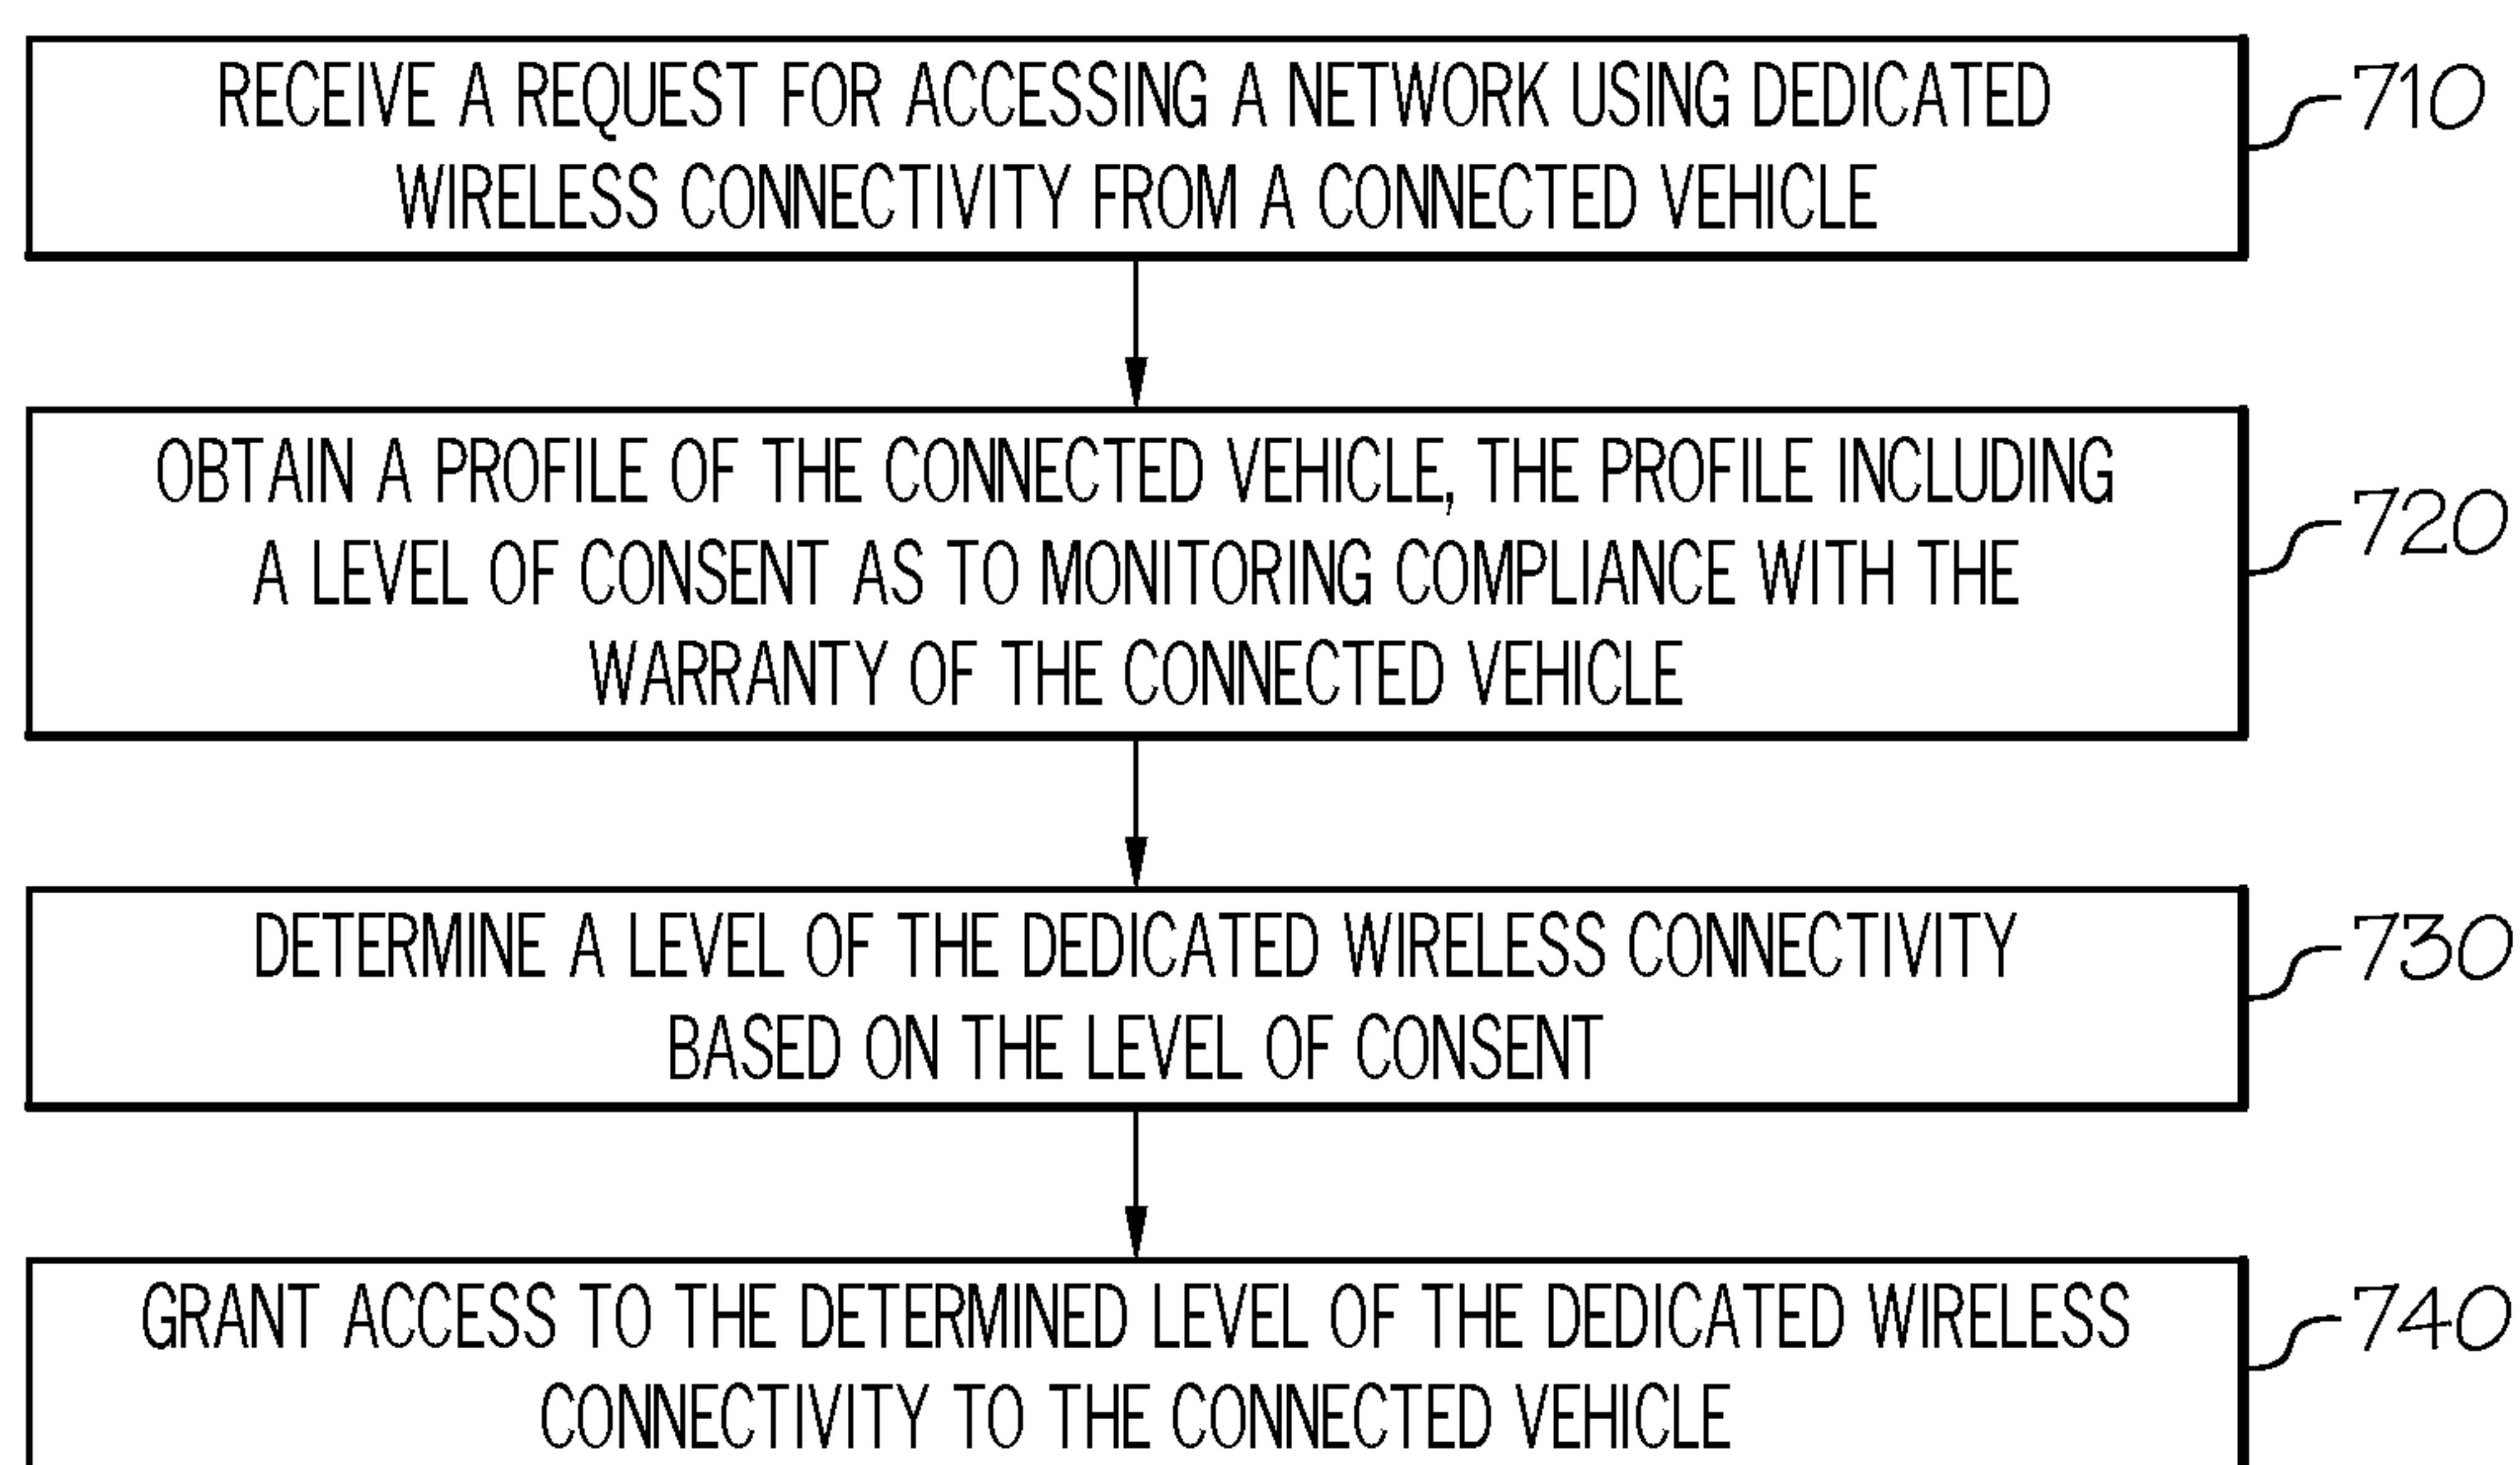 RECEIVE A REQUEST FOR ACCESSING A NETWORK USING DEDICATED
WIRELESS CONNECTIVITY FROM A CONNECTED VEHICLE
710
OBTAIN A PROFILE OF THE CONNECTED VEHICLE, THE PROFILE INCLUDING
A LEVEL OF CONSENT AS TO MONITORING COMPLIANCE WITH THE
WARRANTY OF THE CONNECTED VEHICLE
720
DETERMINE A LEVEL OF THE DEDICATED WIRELESS CONNECTIVITY
BASED ON THE LEVEL OF CONSENT
730
GRANT ACCESS TO THE DETERMINED LEVEL OF THE DEDICATED WIRELESS
CONNECTIVITY TO THE CONNECTED VEHICLE
740